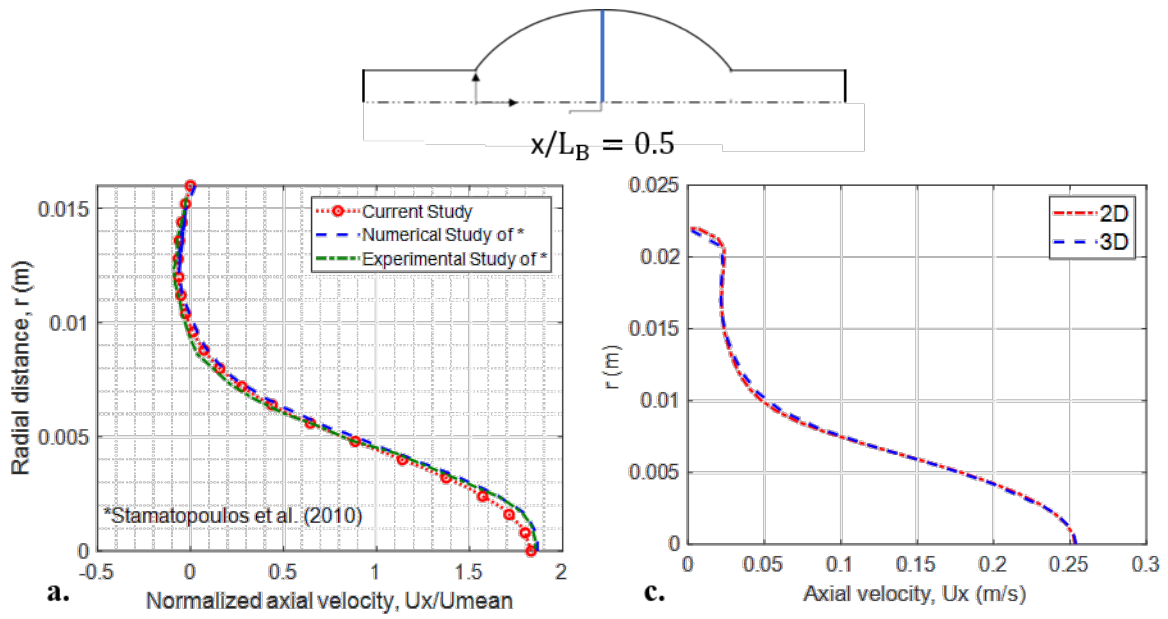 x/L_B = 0.5
0.015
0.01
0.005
0
Radial distance, r (m)
Current Study
Numerical Study of *
Experimental Study of *
*Stamatopoulos et al. (2010)
-0.5 0 0.5 1 1.5 2
a. Normalized axial velocity, Ux/Umean
0.025
0.02
0.015
0.01
0.005
0
r (m)
2D
3D
0 0.05 0.1 0.15 0.2 0.25 0.3
c. Axial velocity, Ux (m/s)